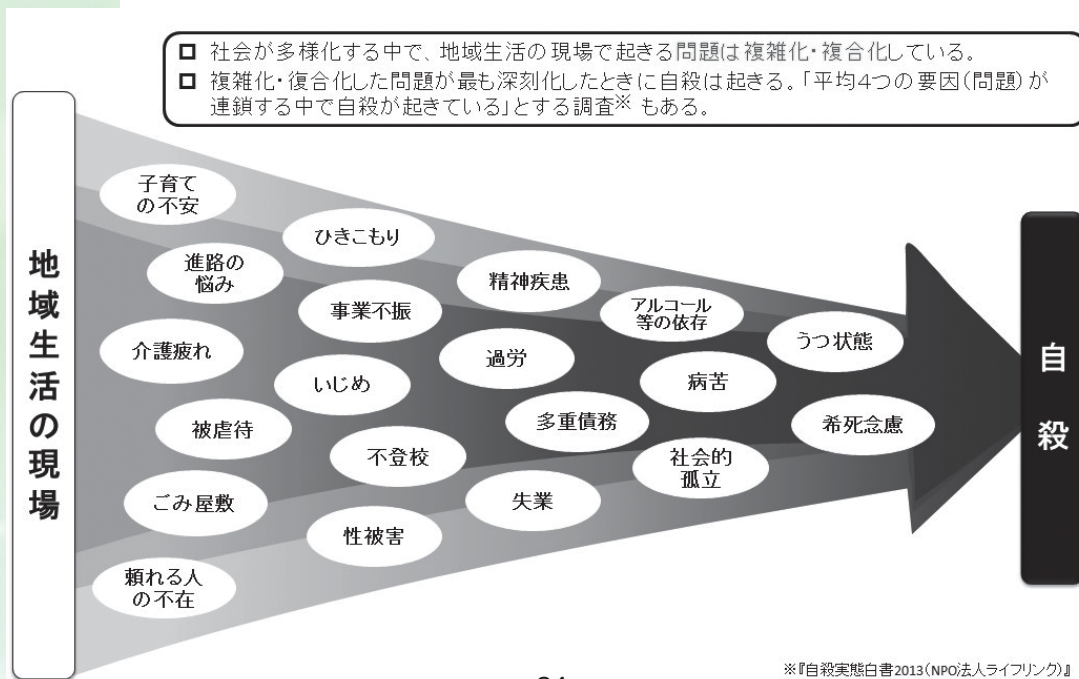 □ 社会が多様化する中で、地域生活の現場で起きる問題は複雑化・複合化している。
□ 複雑化・復合化した問題が最も深刻化したときに自殺は起きる。「平均4つの要因(問題)が
連鎖する中で自殺が起きている」とする調査※ もある。
地域生活の現場
子育て
の不安
進路の
悩み
介護疲れ
被虐待
ごみ屋敷
頼れる人
の不在
ひきこもり
事業不振
いじめ
不登校
性被害
精神疾患
過労
多重債務
失業
アルコール
等の依存
病苦
社会的
孤立
うつ状態
希死念慮
自殺
※『自殺実態白書2013(NPO法人ライフリンク)』